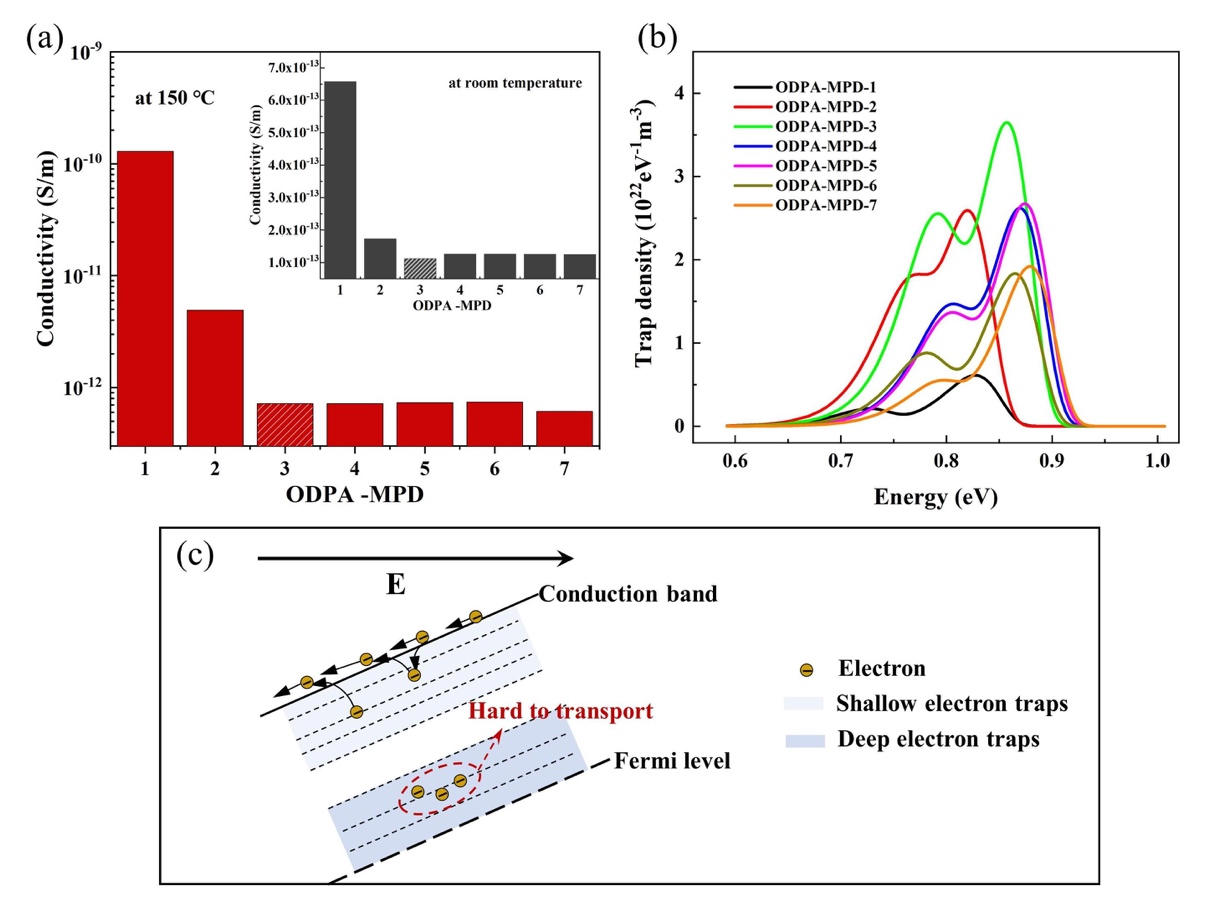 (a)
10-9
10-10
10-11
10-12
Conductivity (S/m)
at 150 ℃
1 2 3 4 5 6 7
ODPA -MPD
7.0x10-13
6.0x10-13
5.0x10-13
4.0x10-13
3.0x10-13
2.0x10-13
1.0x10-13
Conductivity (S/m)
at room temperature
1 2 3 4 5 6 7
ODPA -MPD
(b)
4
3
2
1
0
Trap density (10²²eV⁻¹m⁻³)
ODPA-MPD-1
ODPA-MPD-2
ODPA-MPD-3
ODPA-MPD-4
ODPA-MPD-5
ODPA-MPD-6
ODPA-MPD-7
0.6 0.7 0.8 0.9 1.0
Energy (eV)
(c)
E
Conduction band
Hard to transport
Fermi level
Electron
Shallow electron traps
Deep electron traps